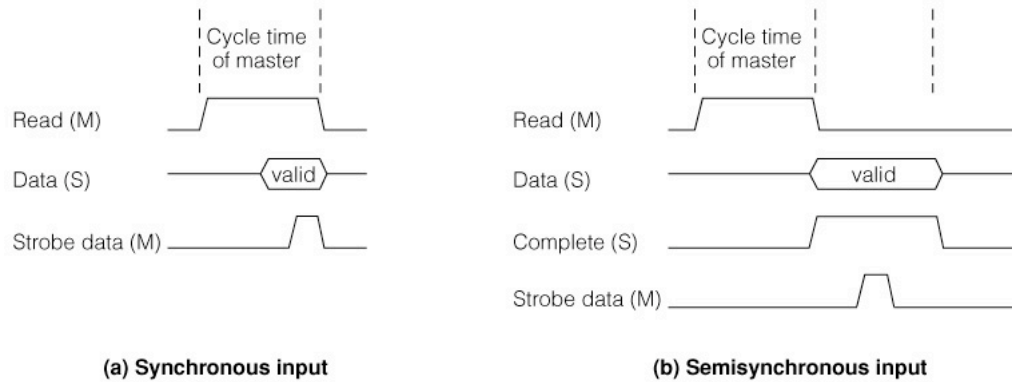 Cycle time
of master
Read (M)
Data (S)
valid
Strobe data (M)
(a) Synchronous input
Cycle time
of master
Read (M)
Data (S)
valid
Complete (S)
Strobe data (M)
(b) Semisynchronous input